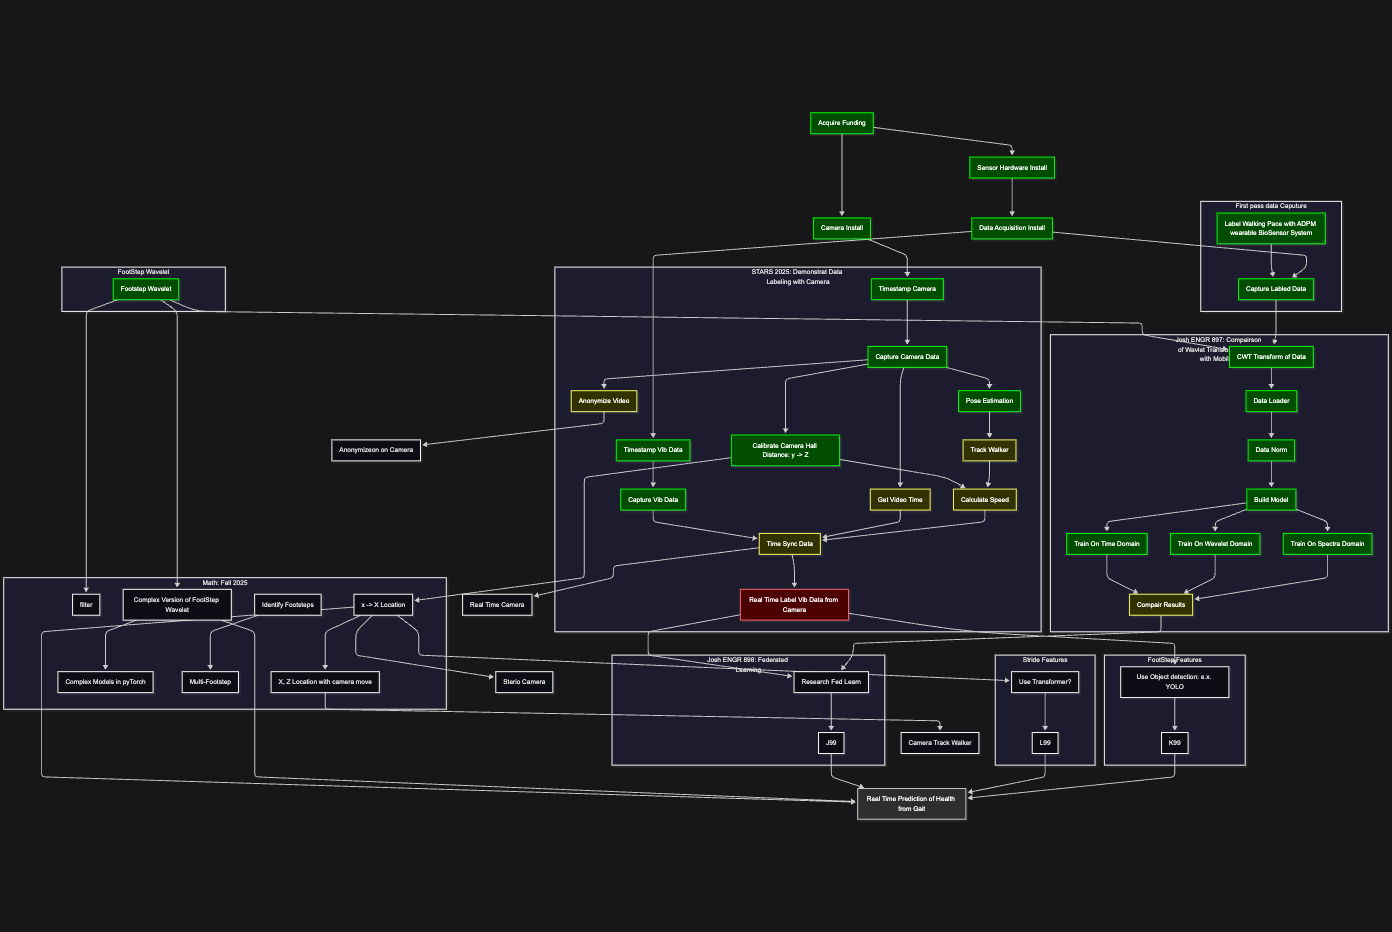 Acquire Funding
Sensor Hardware Install
First pass data Caputure
Label Walking Pace with ADPM
wearable BioSensor System
Camera Install
Data Acquisition Install
FootStep Wavelet
Footstep Wavelet
STARS 2025: Demonstrat Data
Labeling with Camera
Timestamp Camera
Capture Labled Data
Josh ENGR 897: Compairson
of Wavlet Transfo
with Mobil
CWT Transform of Data
Capture Camera Data
Anonymize Video
Pose Estimation
Data Loader
Anonymizeon on Camera
Timestamp Vib Data
Calibrate Camera Hall
Distance: y -> Z
Track Walker
Data Norm
Capture Vib Data
Get Video Time
Calculate Speed
Build Model
Time Sync Data
Train On Time Domain
Train On Wavelet Domain
Train On Spectra Domain
Math: Fall 2025
filter
Complex Version of FootStep
Wavelet
Identify Footsteps
x -> X Location
Real Time Camera
Real Time Label Vib Data from
Camera
Compair Results
Josh ENGR 898: Federated
Learning
Stride Features
FootStep Features
Complex Models in pyTorch
Multi-Footstep
X, Z Location with camera move
Sterio Camera
Research Fed Learn
Use Transformer?
Use Object detection: e.x.
YOLO
J99
Camera Track Walker
L99
K99
Real Time Prediction of Health
from Gait